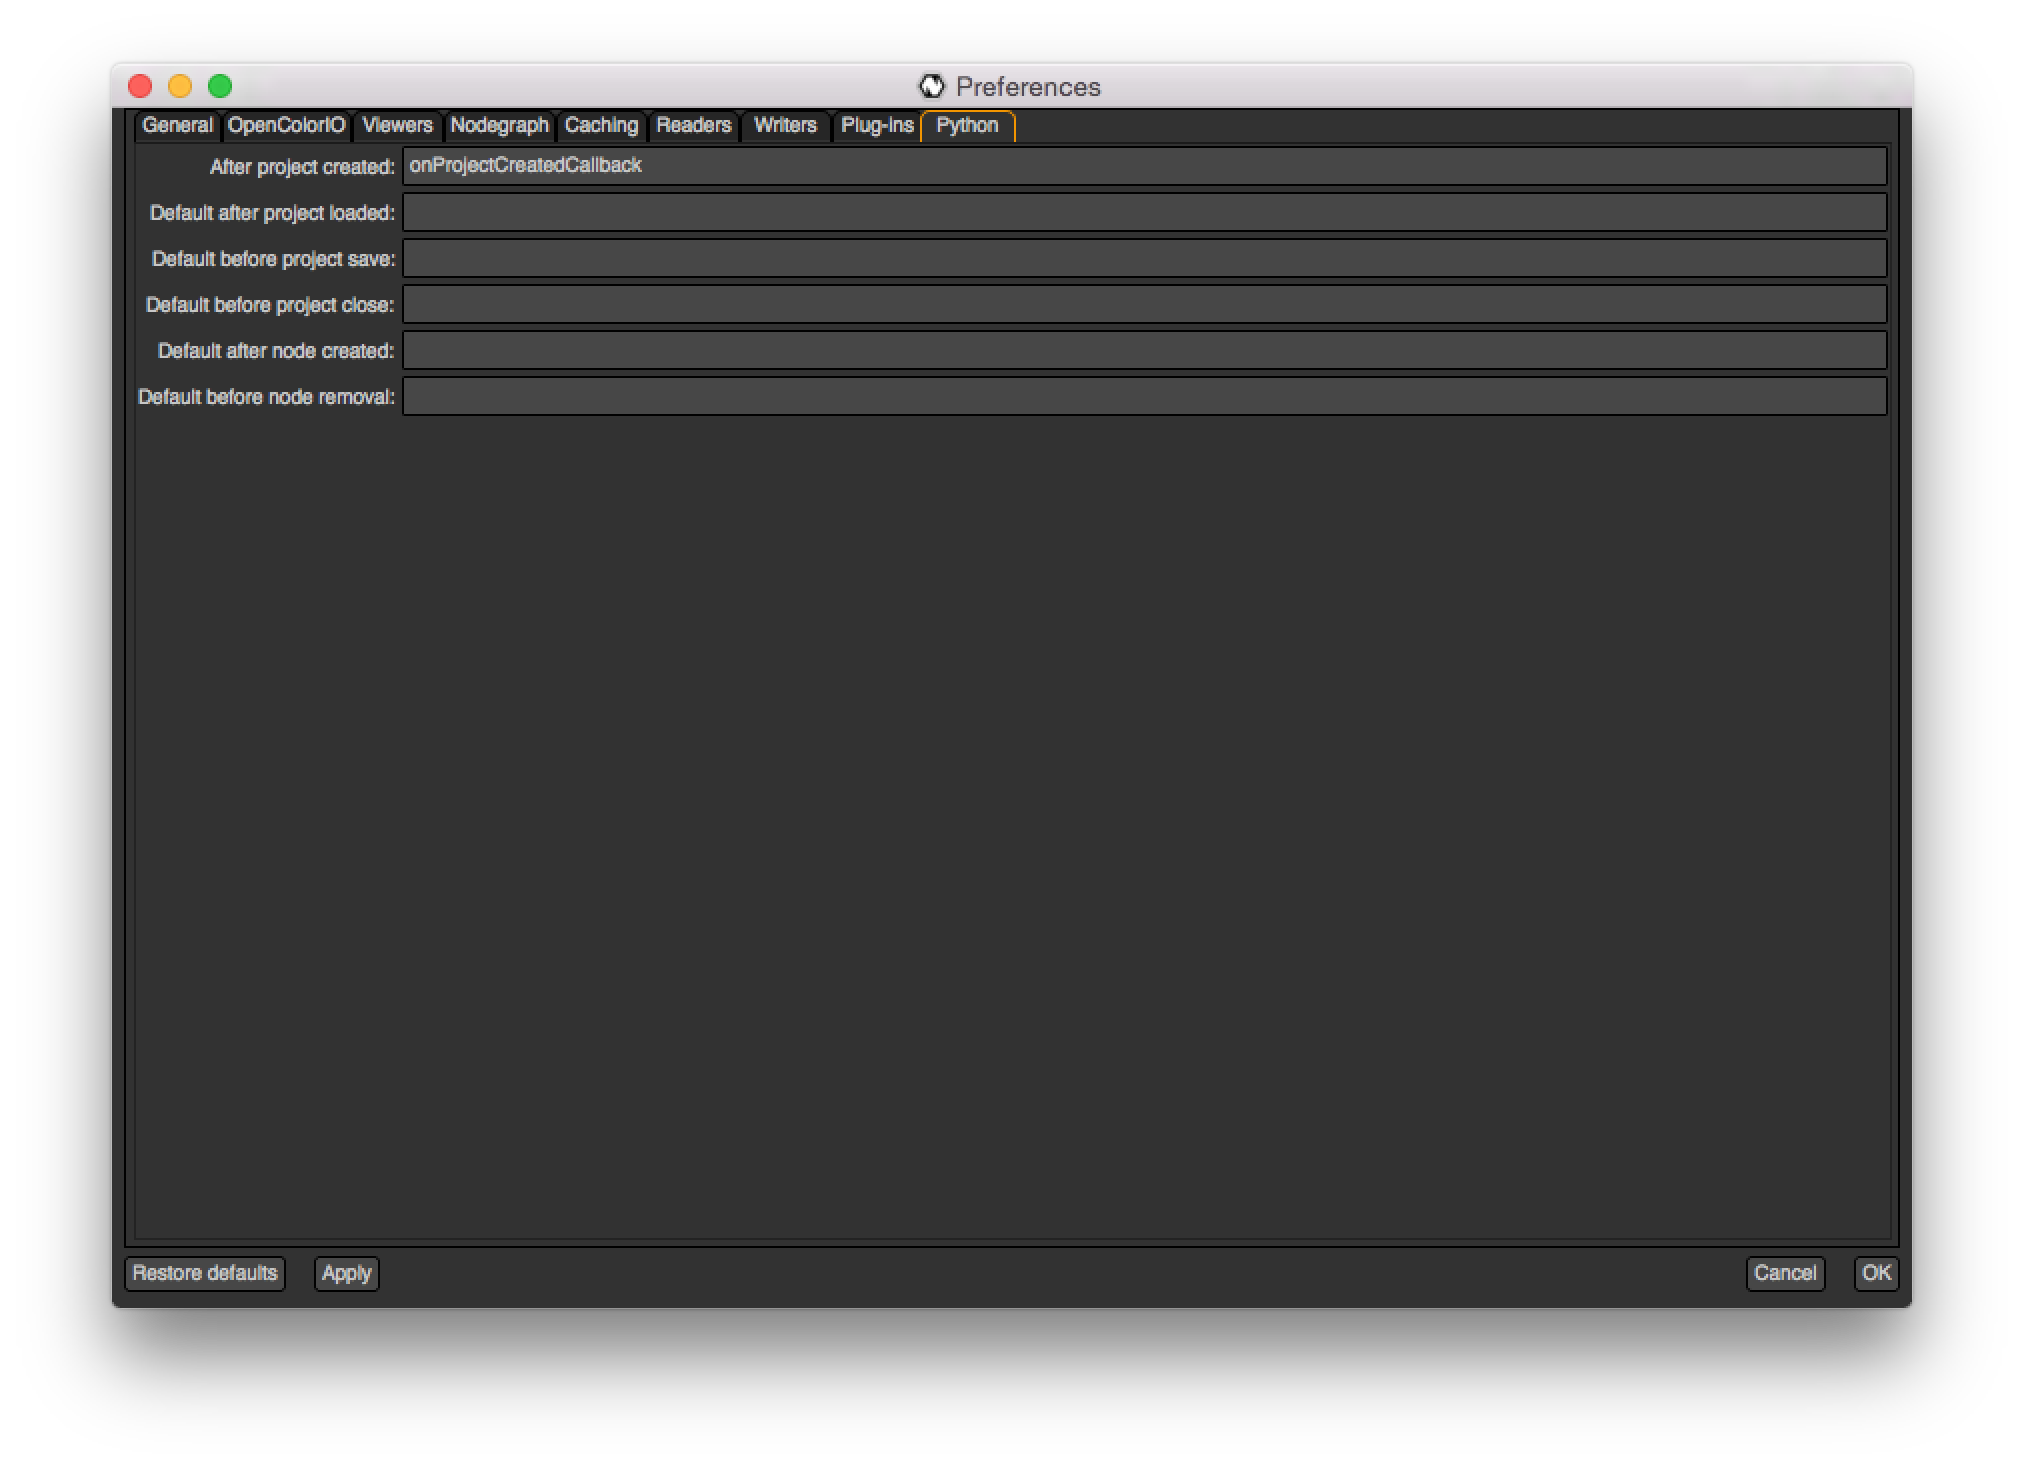 Preferences
General OpenColorIO Viewers Nodegraph Caching Readers Writers Plug-ins Python
After project created: onProjectCreatedCallback
Default after project loaded:
Default before project save:
Default before project close:
Default after node created:
Default before node removal:
Restore defaults Apply Cancel OK